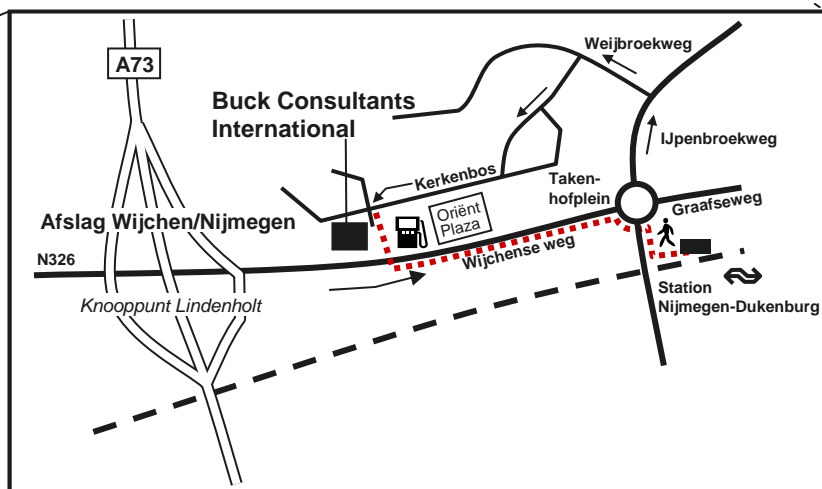 Weijbroekweg
A73
Buck Consultants
International
IJpenbroekweg
Kerkenbos
Taken-
hofplein
Oriënt
Plaza
Graafseweg
Afslag Wijchen/Nijmegen
Wijchense weg
N326
Knooppunt Lindenholt
Station
Nijmegen-Dukenburg